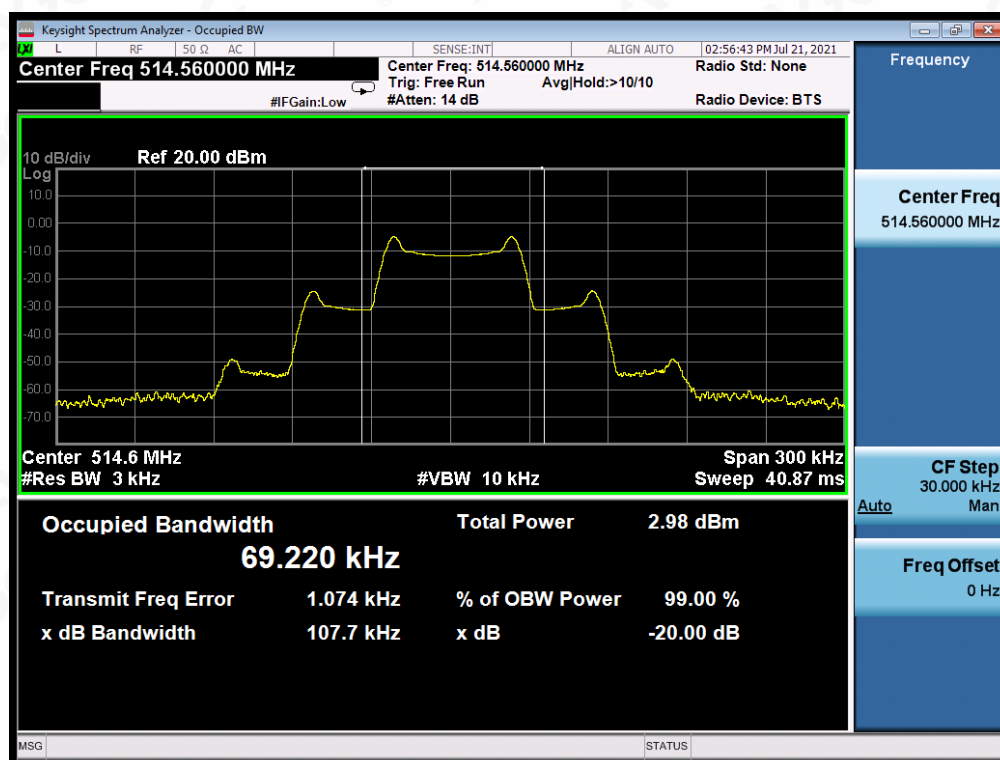 Keysight Spectrum Analyzer - Occupied BW
LXI L RF 50 Ω AC SENSE:INT ALIGN AUTO 02:56:43 PM Jul 21, 2021
Center Freq 514.560000 MHz
Center Freq: 514.560000 MHz
Radio Std: None
Trig: Free Run Avg|Hold:>10/10
#IFGain:Low #Atten: 14 dB Radio Device: BTS
10 dB/div Ref 20.00 dBm
Log
10.0
0.00
-10.0
-20.0
-30.0
-40.0
-50.0
-60.0
-70.0
Center 514.6 MHz Span 300 kHz
#Res BW 3 kHz #VBW 10 kHz Sweep 40.87 ms
Occupied Bandwidth Total Power 2.98 dBm
69.220 kHz
Transmit Freq Error 1.074 kHz % of OBW Power 99.00 %
x dB Bandwidth 107.7 kHz x dB -20.00 dB
MSG STATUS
Frequency
Center Freq
514.560000 MHz
CF Step
30.000 kHz
Auto Man
Freq Offset
0 Hz